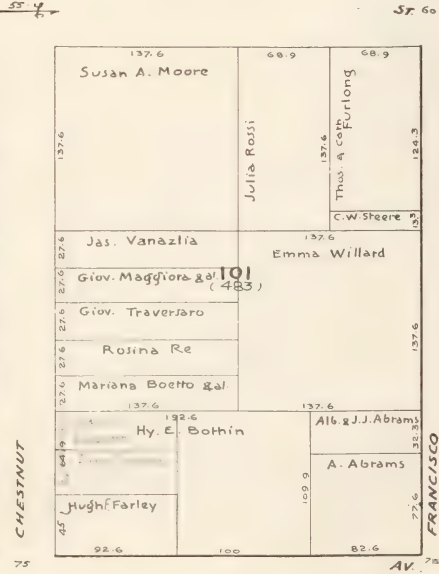 ST. 60
137.6
68.9
68.9
Susan A. Moore
137.6
Julia Rossi
137.6
Thos. & Cath
Furlong
124.3
C.W. Steere
13.3
137.6
27.6
Jas. Vanazlia
Emma Willard
27.6
Giov. Maggiora & al.
101
(483)
27.6
Giov. Traversaro
137.6
27.6
Rosina Re
27.6
Mariana Boetto & al.
137.6
137.6
192.6
Hy. E. Bothin
Alb. & J.J. Abrams
32.3
64.9
A. Abrams
109.9
77.6
Hugh F. Farley
45
92.6
100
82.6
CHESTNUT
FRANCISCO
75
AV.